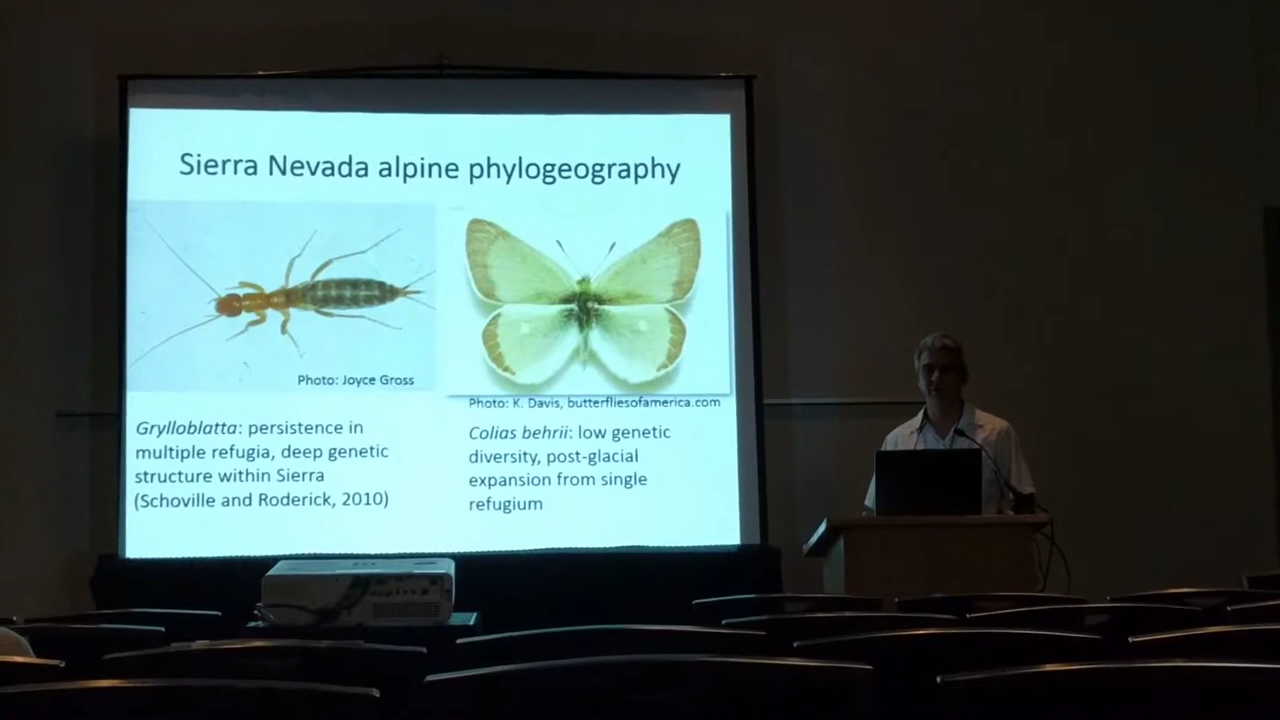 Sierra Nevada alpine phylogeography
Photo: Joyce Gross
Grylloblatta: persistence in
multiple refugia, deep genetic
structure within Sierra
(Schoville and Roderick, 2010)
Photo: K. Davis, butterfliesofamerica.com
Colias behrii: low genetic
diversity, post-glacial
expansion from single
refugium